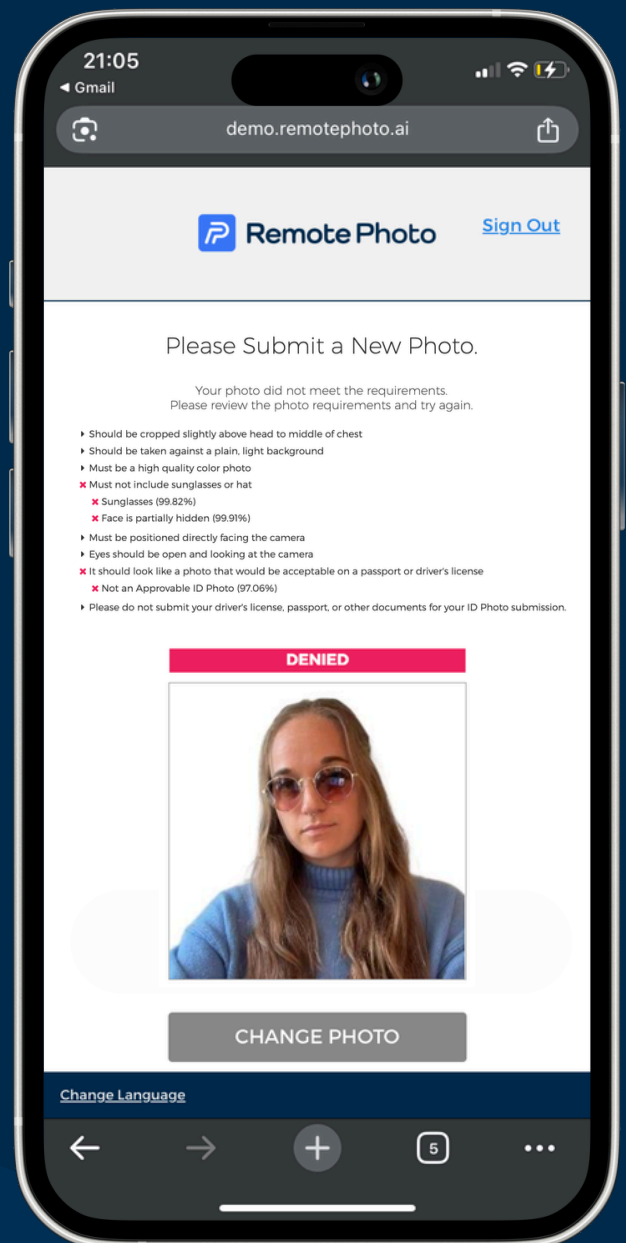 21:05
◀ Gmail
demo.remotephoto.ai
Remote Photo
Sign Out
Please Submit a New Photo.
Your photo did not meet the requirements.
Please review the photo requirements and try again.
Should be cropped slightly above head to middle of chest
Should be taken against a plain, light background
Must be a high quality color photo
Must not include sunglasses or hat
Sunglasses (99.82%)
Face is partially hidden (99.91%)
Must be positioned directly facing the camera
Eyes should be open and looking at the camera
It should look like a photo that would be acceptable on a passport or driver's license
Not an Approvable ID Photo (97.06%)
Please do not submit your driver's license, passport, or other documents for your ID Photo submission.
DENIED
CHANGE PHOTO
Change Language
5